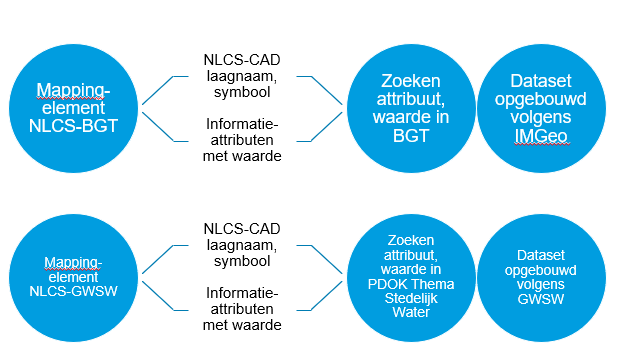 Mapping-
element
NLCS-BGT
NLCS-CAD
laagnaam,
symbool
Informatie-
attributen
met waarde
Zoeken
attribuut,
waarde in
BGT
Dataset
opgebouwd
volgens
IMGeo
Mapping-
element
NLCS-GWSW
NLCS-CAD
laagnaam,
symbool
Informatie-
attributen
met waarde
Zoeken
attribuut,
waarde in
PDOK Thema
Stedelijk
Water
Dataset
opgebouwd
volgens
GWSW